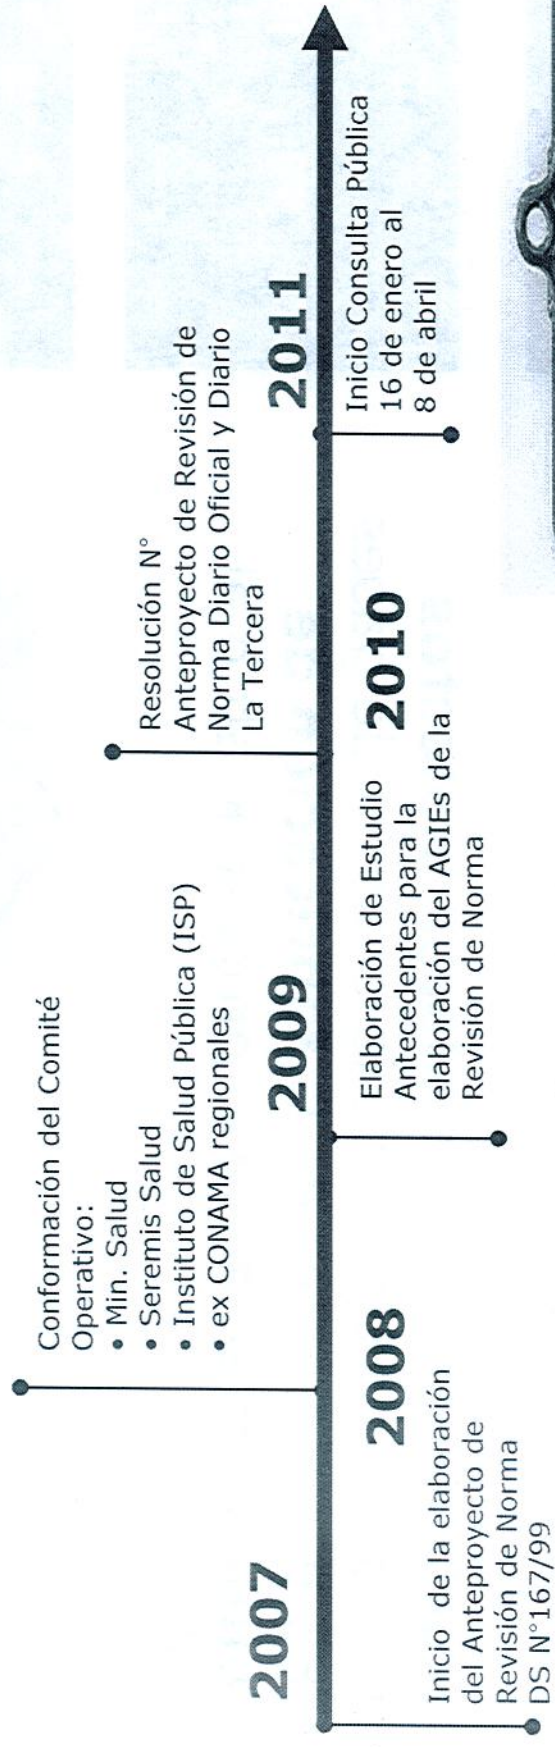 2007
Inicio de la elaboración
del Anteproyecto de
Revisión de Norma
DS N°167/99
Conformación del Comité
Operativo:
• Min. Salud
• Seremis Salud
• Instituto de Salud Pública (ISP)
• ex CONAMA regionales
2008
2009
Elaboración de Estudio
Antecedentes para la
elaboración del AGIEs de la
Revisión de Norma
Resolución N°
Anteproyecto de Revisión de
Norma Diario Oficial y Diario
La Tercera
2010
2011
Inicio Consulta Pública
16 de enero al
8 de abril